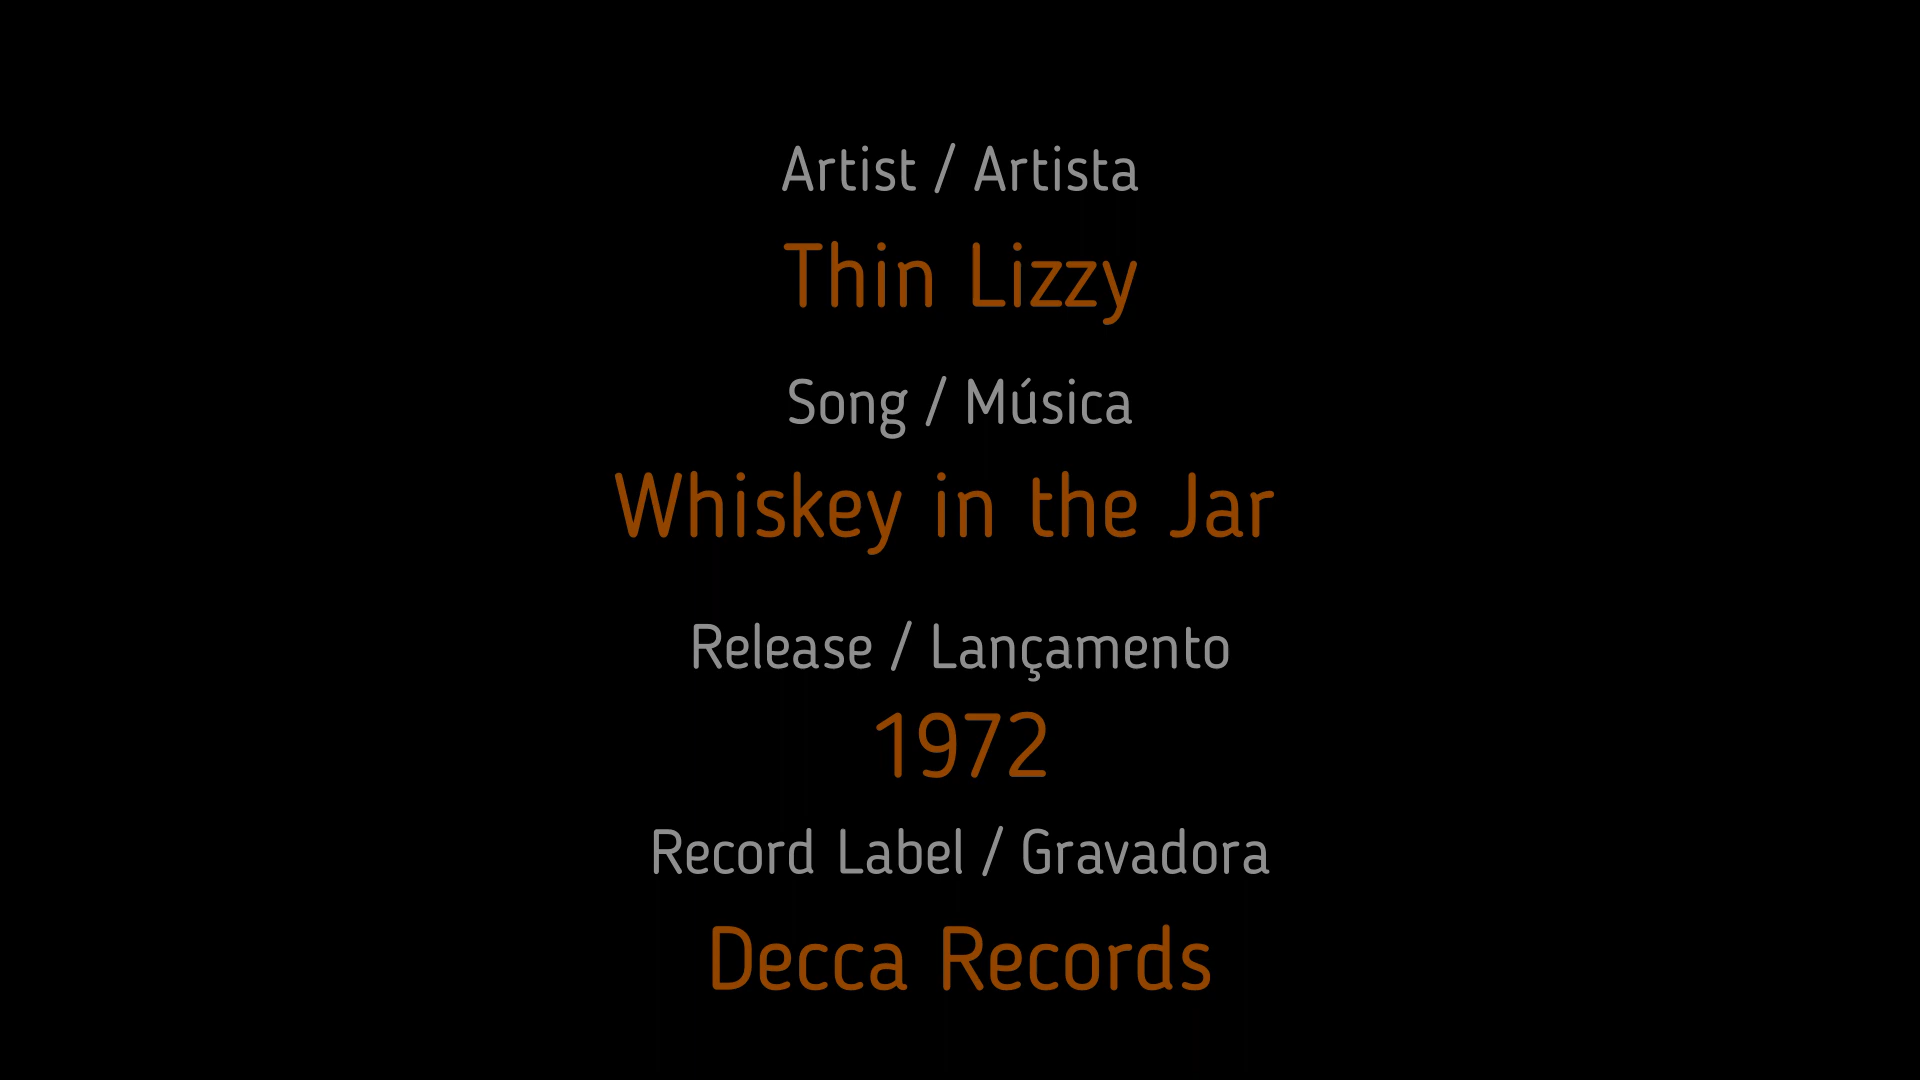 Artist / Artista
Thin Lizzy
Song / Música
Whiskey in the Jar
Release / Lançamento
1972
Record Label / Gravadora
Decca Records